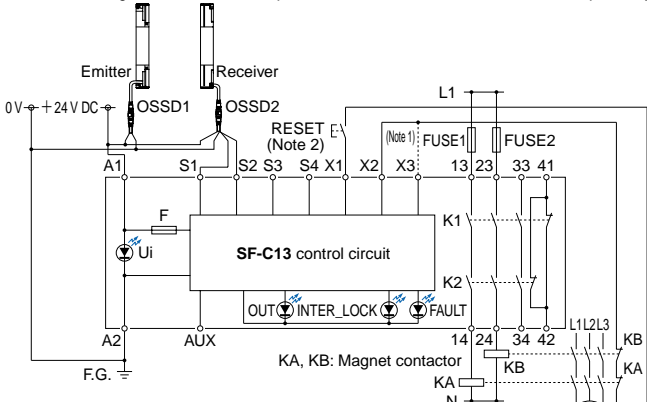 Emitter
Receiver
0 V
+24 V DC
OSSD1
OSSD2
L1
RESET
(Note 2)
(Note 1)
FUSE1
FUSE2
A1
S1
S2
S3
S4
X1
X2
X3
13
23
33
41
F
K1
Ui
SF-C13 control circuit
K2
OUT
INTER_LOCK
FAULT
A2
AUX
14
24
34
42
L1
L2
L3
KB
KA, KB: Magnet contactor
KB
KA
KA
F.G.
N